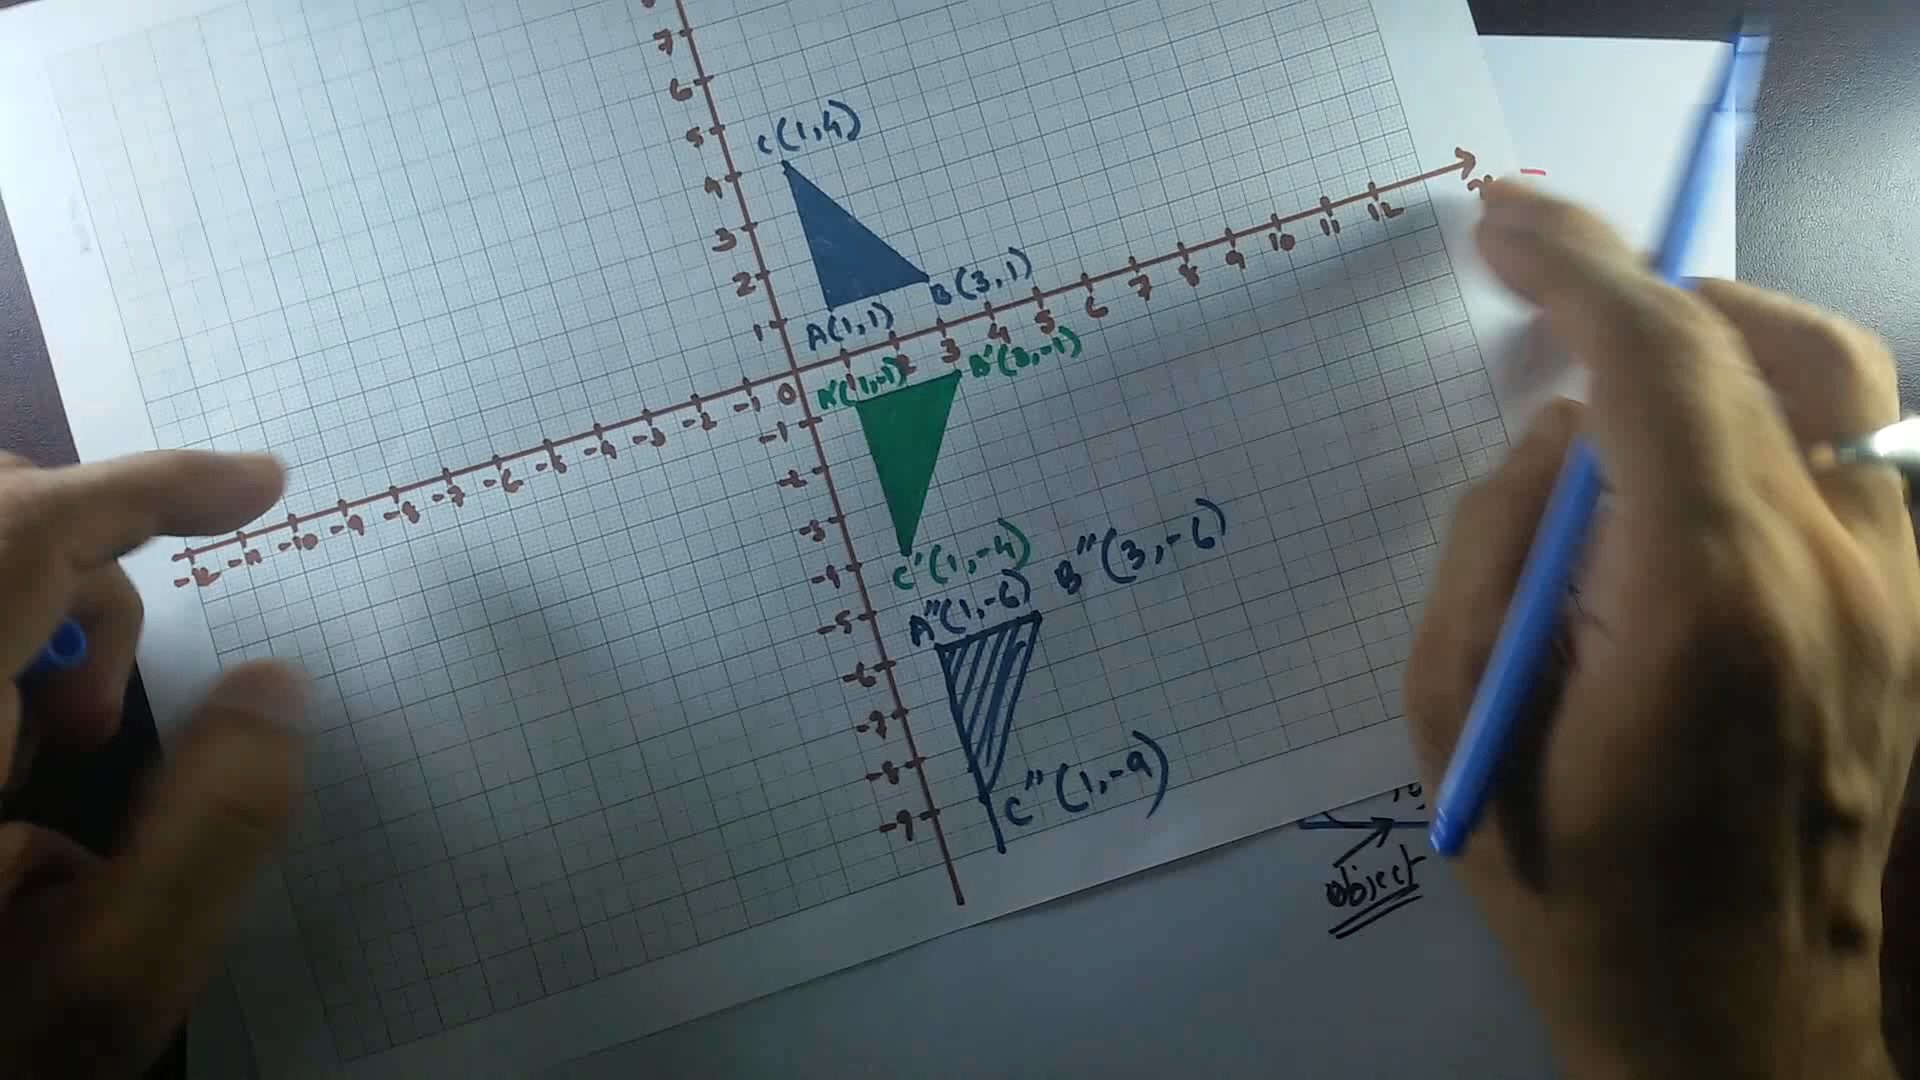 7
6
5
4
3
2
1
0
-1
-2
-3
-4
-5
-6
-7
-8
-9
-12 -11 -10 -9 -8 -7 -6 -5 -4 -3 -2 -1
1 2 3 4 5 6 7 8 9 10 11 12
C(1,4)
B(3,1)
A(1,1)
A'(1,-1)
B'(3,-1)
C'(1,-4)
A"(1,-6)
B"(3,-6)
C"(1,-9)
object